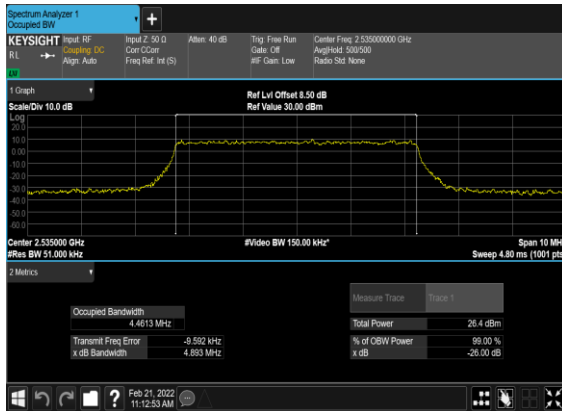 Spectrum Analyzer 1
Occupied BW
KEYSIGHT
RL
Input: RF
Coupling: DC
Align: Auto
Input Z: 50 Ω
Corr CCorr
Freq Ref: Int (S)
Atten: 40 dB
Trig: Free Run
Gate: Off
#IF Gain: Low
Center Freq: 2.535000000 GHz
Avg|Hold: 500/500
Radio Std: None
1 Graph
Scale/Div 10.0 dB
Ref Lvl Offset 8.50 dB
Ref Value 30.00 dBm
Log
20.0
10.0
0.00
-10.0
-20.0
-30.0
-40.0
-50.0
-60.0
Center 2.535000 GHz
#Res BW 51.000 kHz
#Video BW 150.00 kHz*
Span 10 MH
Sweep 4.80 ms (1001 pts
2 Metrics
Occupied Bandwidth
4.4613 MHz
Transmit Freq Error -9.592 kHz
x dB Bandwidth 4.893 MHz
Measure Trace Trace 1
Total Power 26.4 dBm
% of OBW Power 99.00 %
x dB -26.00 dB
Feb 21, 2022
11:12:53 AM